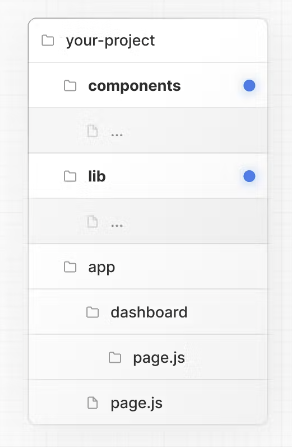 your-project
components
...
lib
...
app
dashboard
page.js
page.js